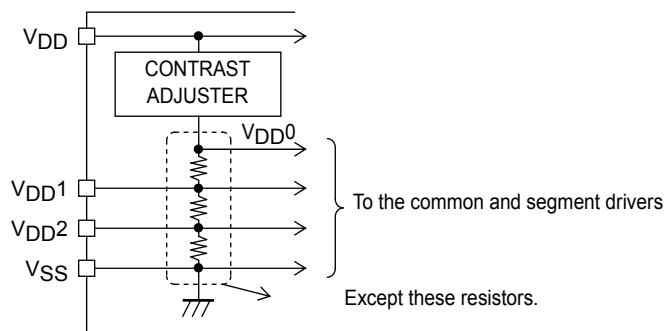 VDD
CONTRAST
ADJUSTER
VDD0
VDD1
To the common and segment drivers
VDD2
VSS
Except these resistors.